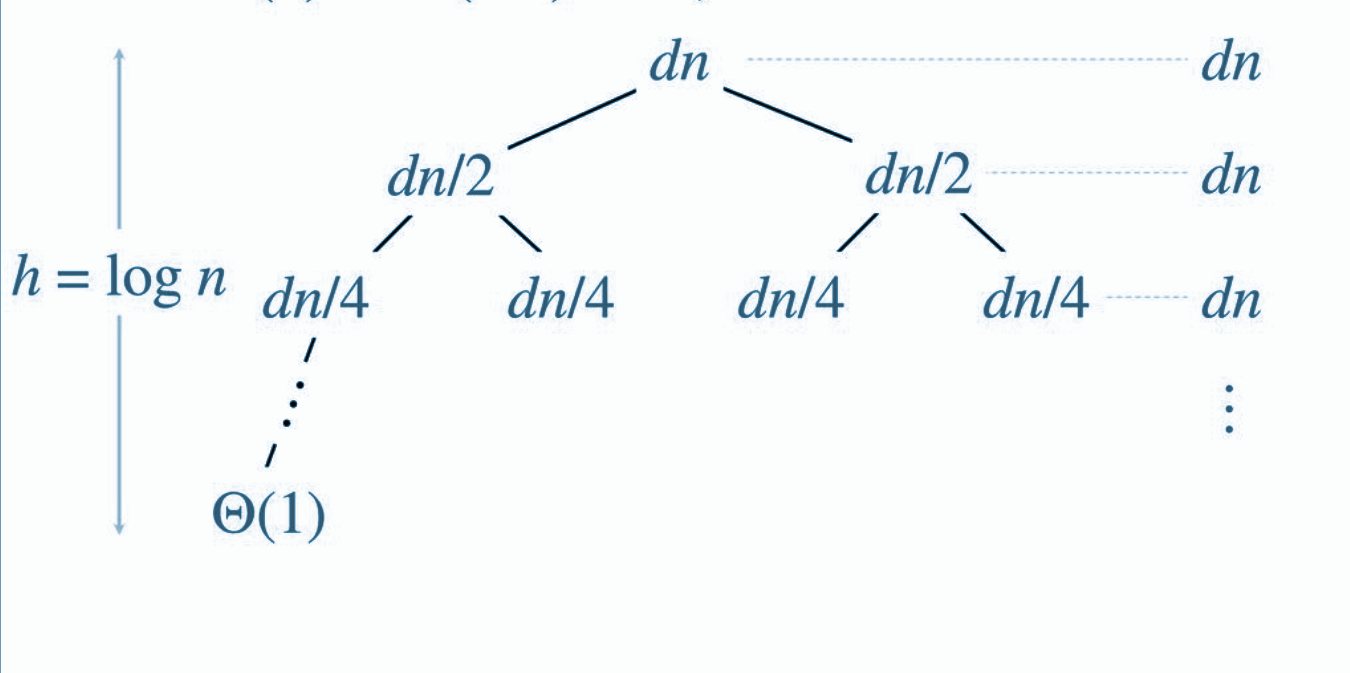 dn dn
dn/2 dn/2 dn
h = log n dn/4 dn/4 dn/4 dn/4 dn
⋮
Θ(1)